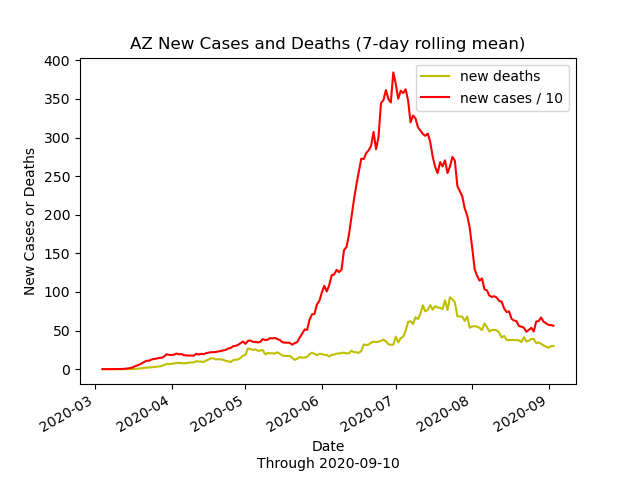 AZ New Cases and Deaths (7-day rolling mean)
new deaths
new cases / 10
400
350
300
250
200
150
100
50
0
New Cases or Deaths
2020-03
2020-04
2020-05
2020-06
2020-07
2020-08
2020-09
Date
Through 2020-09-10